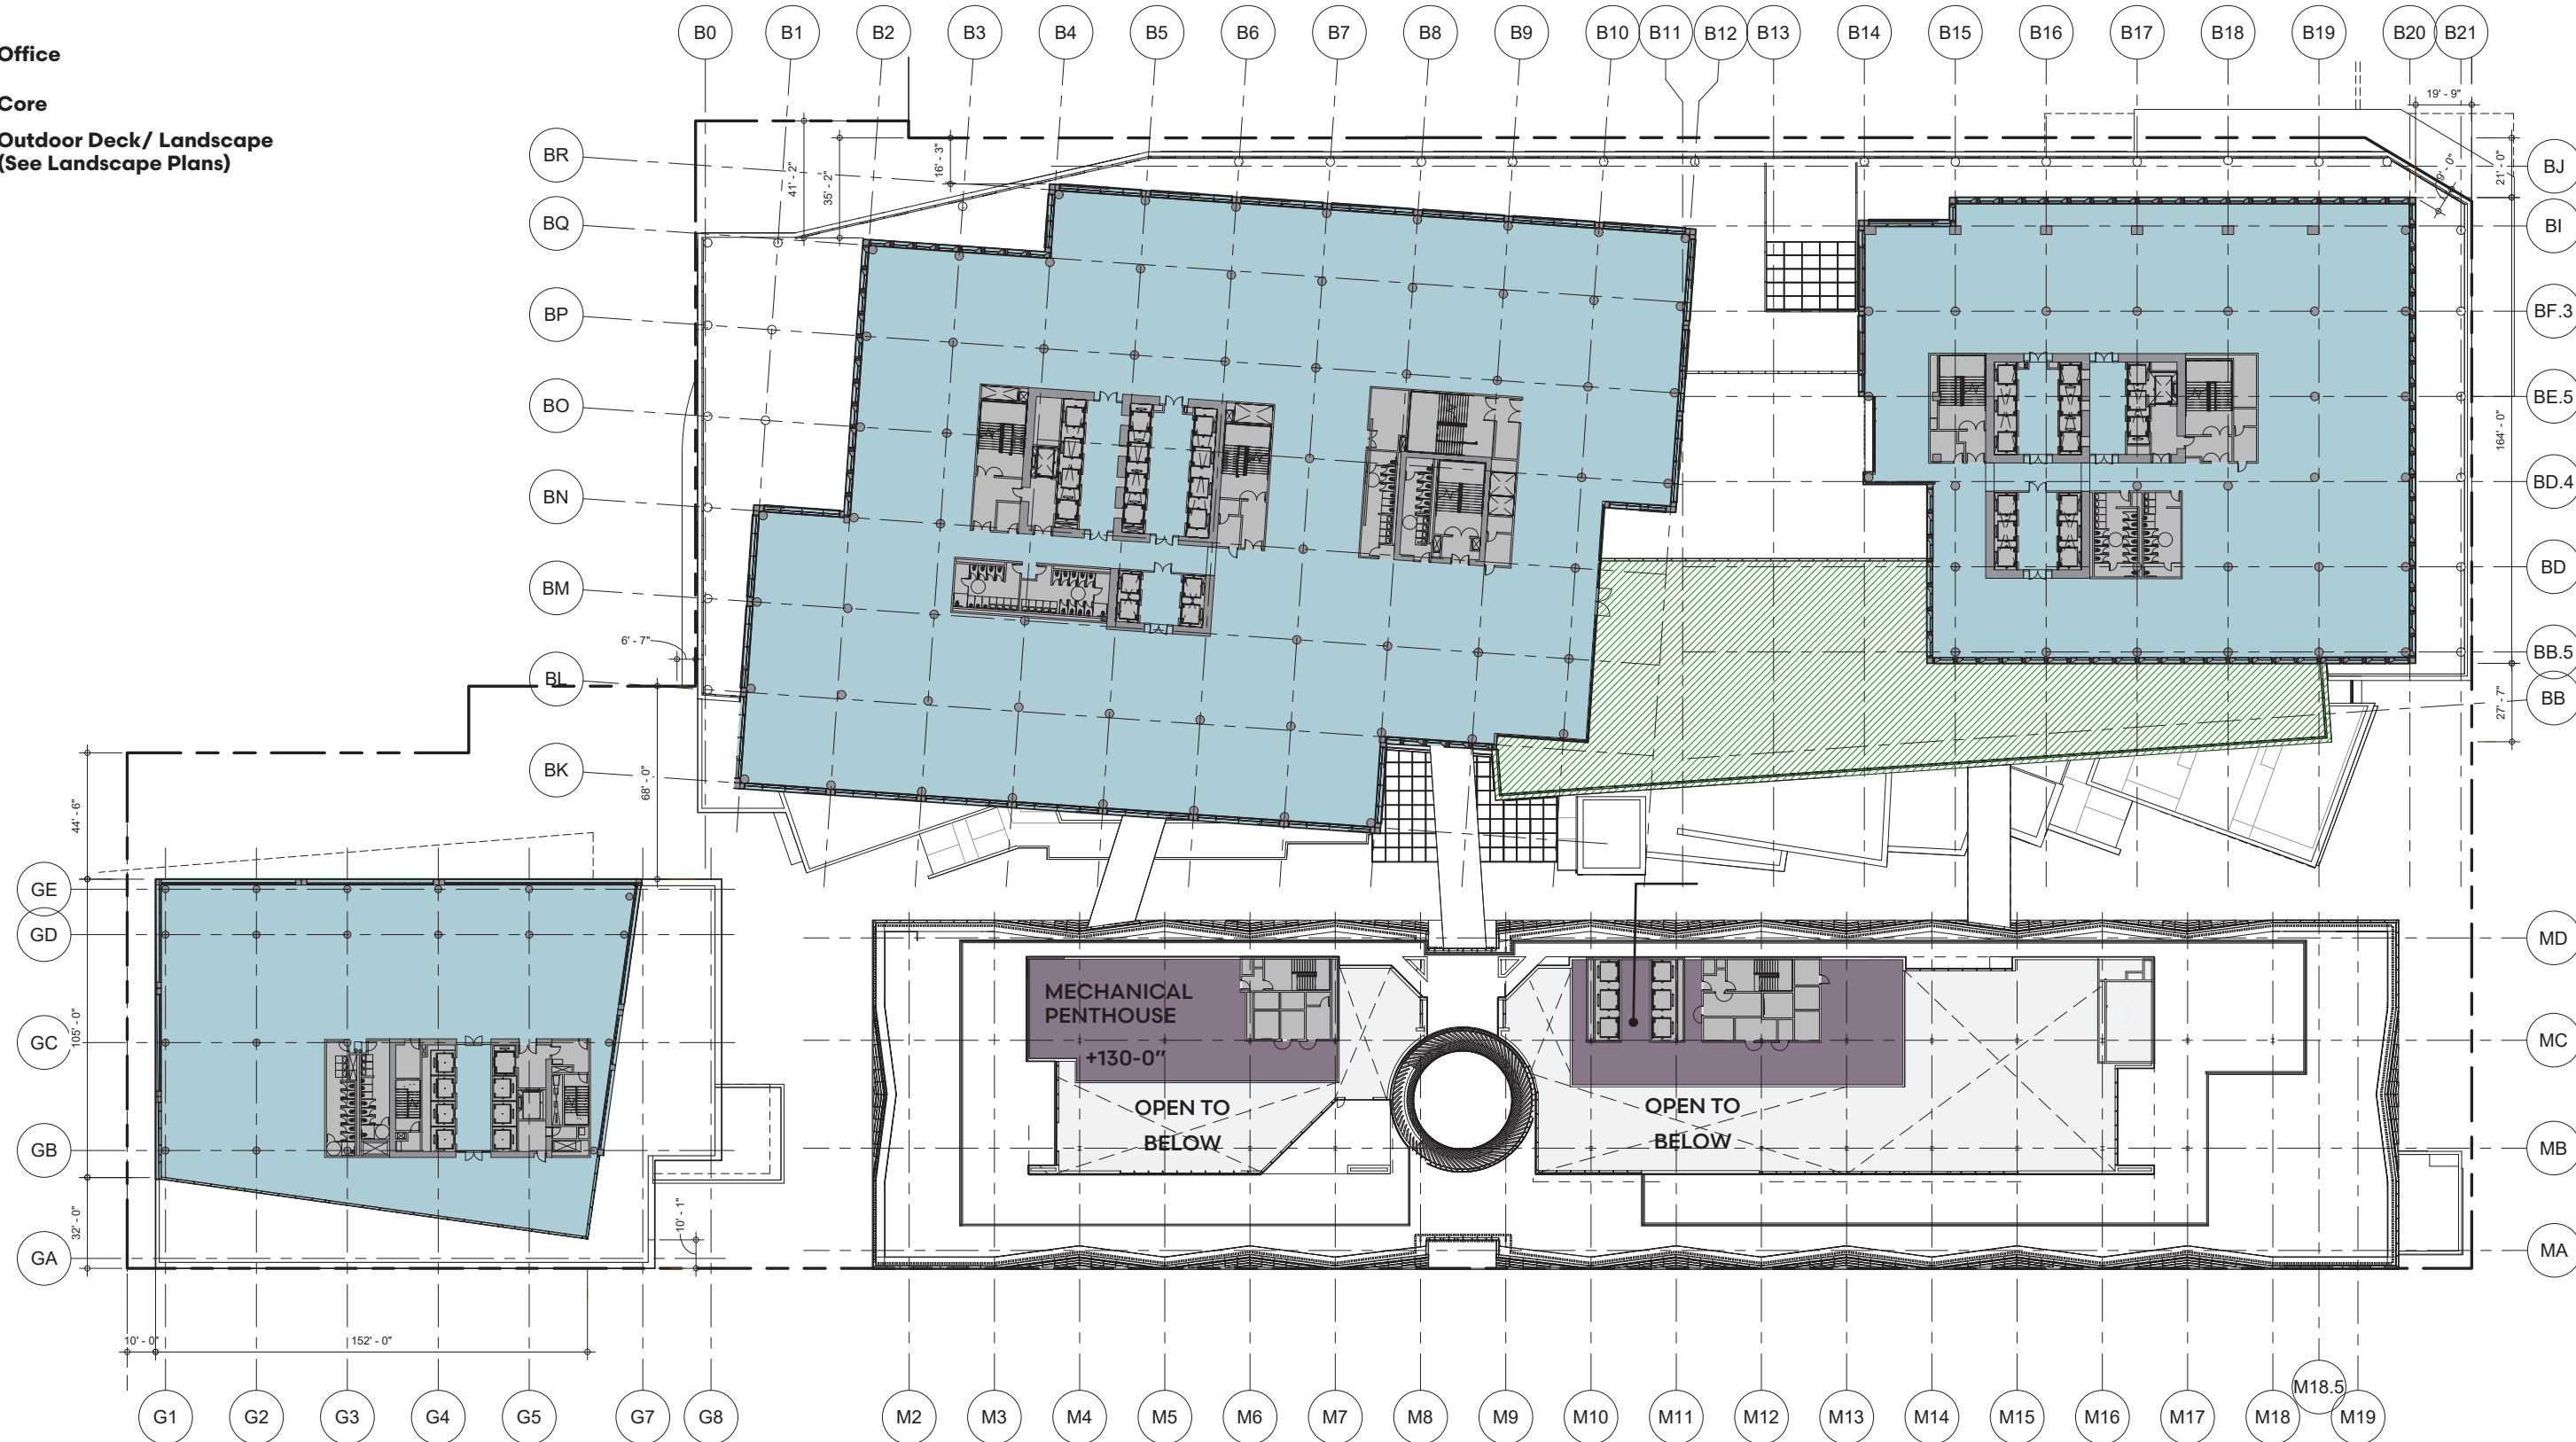 Office
Core
Outdoor Deck/ Landscape
(See Landscape Plans)
B0 B1 B2 B3 B4 B5 B6 B7 B8 B9 B10 B11 B12 B13 B14 B15 B16 B17 B18 B19 B20 B21
19' - 9"
BR
BQ
BP
BO
BN
BM
BL
BK
41' - 2"
35' - 2"
16' - 3"
6' - 7"
68' - 0"
BJ
BI
BF.3
BE.5
BD.4
BD
BB.5
BB
21' - 0"
164' - 0"
27' - 7"
44' - 6"
105' - 0"
32' - 0"
GE
GD
GC
GB
GA
10' - 1"
10' - 0"
152' - 0"
MECHANICAL
PENTHOUSE
+130-0”
OPEN TO
BELOW
OPEN TO
BELOW
MD
MC
MB
MA
G1 G2 G3 G4 G5 G7 G8 M2 M3 M4 M5 M6 M7 M8 M9 M10 M11 M12 M13 M14 M15 M16 M17 M18 M18.5 M19